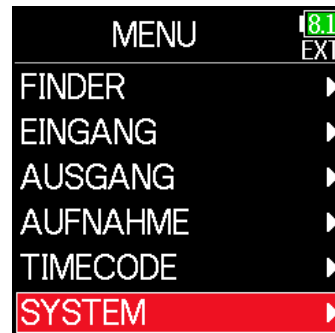 MENU
8.1
EXT
FINDER
EINGANG
AUSGANG
AUFNAHME
TIMECODE
SYSTEM